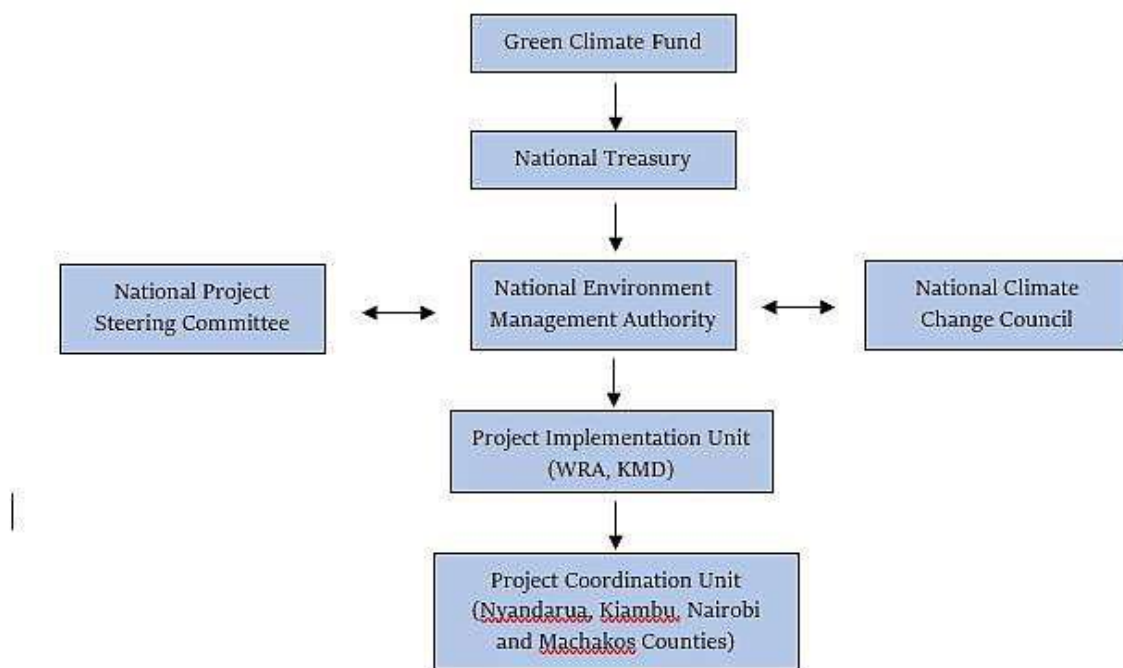 Green Climate Fund
National Treasury
National Project
Steering Committee
National Environment
Management Authority
National Climate
Change Council
Project Implementation Unit
(WRA, KMD)
Project Coordination Unit
(Nyandarua, Kiambu, Nairobi
and Machakos Counties)